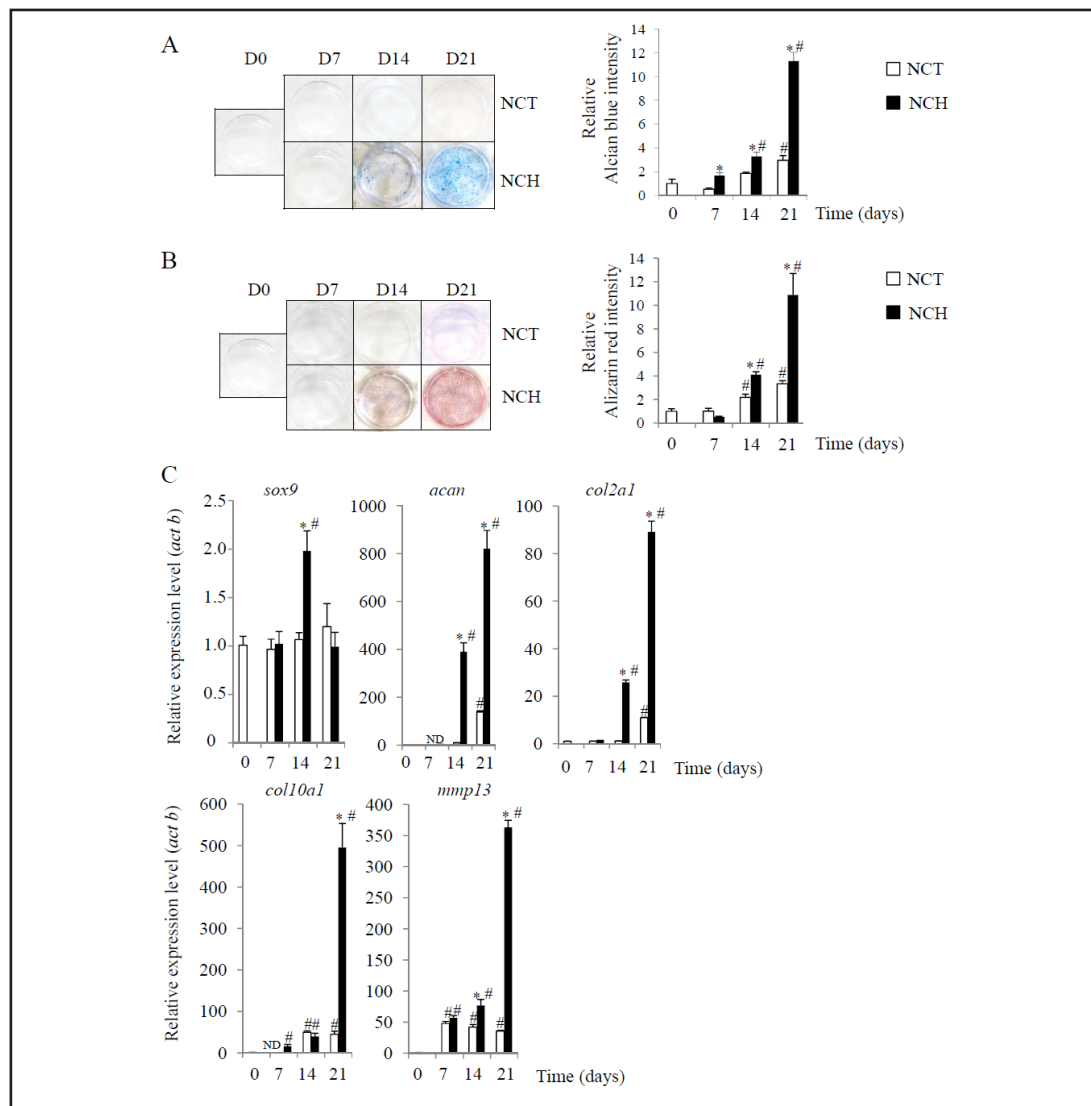 A
D0 D7 D14 D21
NCT
NCH
Relative
Alcian blue intensity
14
12
10
8
6
4
2
0
* * # # * #
0 7 14 21 Time (days)
NCT
NCH
B
D0 D7 D14 D21
NCT
NCH
Relative
Alizarin red intensity
14
12
10
8
6
4
2
0
# * # # * #
0 7 14 21 Time (days)
NCT
NCH
C
sox9
Relative expression level (act b)
2.5
2.0
1.5
1.0
0.5
0
* #
0 7 14 21
acan
1000
800
600
400
200
0
ND * # # * #
0 7 14 21
col2a1
100
80
60
40
20
0
* # # * #
0 7 14 21 Time (days)
col10a1
Relative expression level (act b)
600
500
400
300
200
100
0
ND # # # # * #
0 7 14 21
mmp13
400
350
300
250
200
150
100
50
0
# # # * # # * #
0 7 14 21 Time (days)